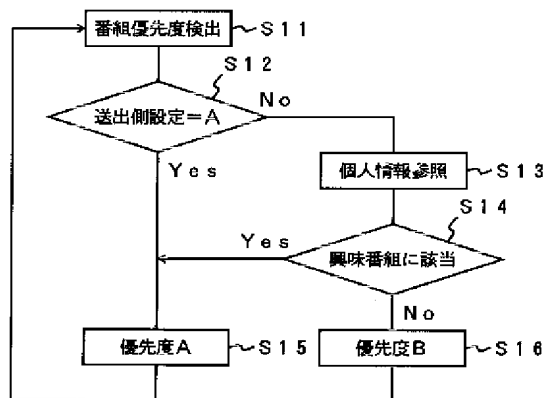 番組優先度検出
S11
S12
送出側設定=A
No
Yes
個人情報参照
S13
S14
Yes
興味番組に該当
No
優先度A
S15
優先度B
S16